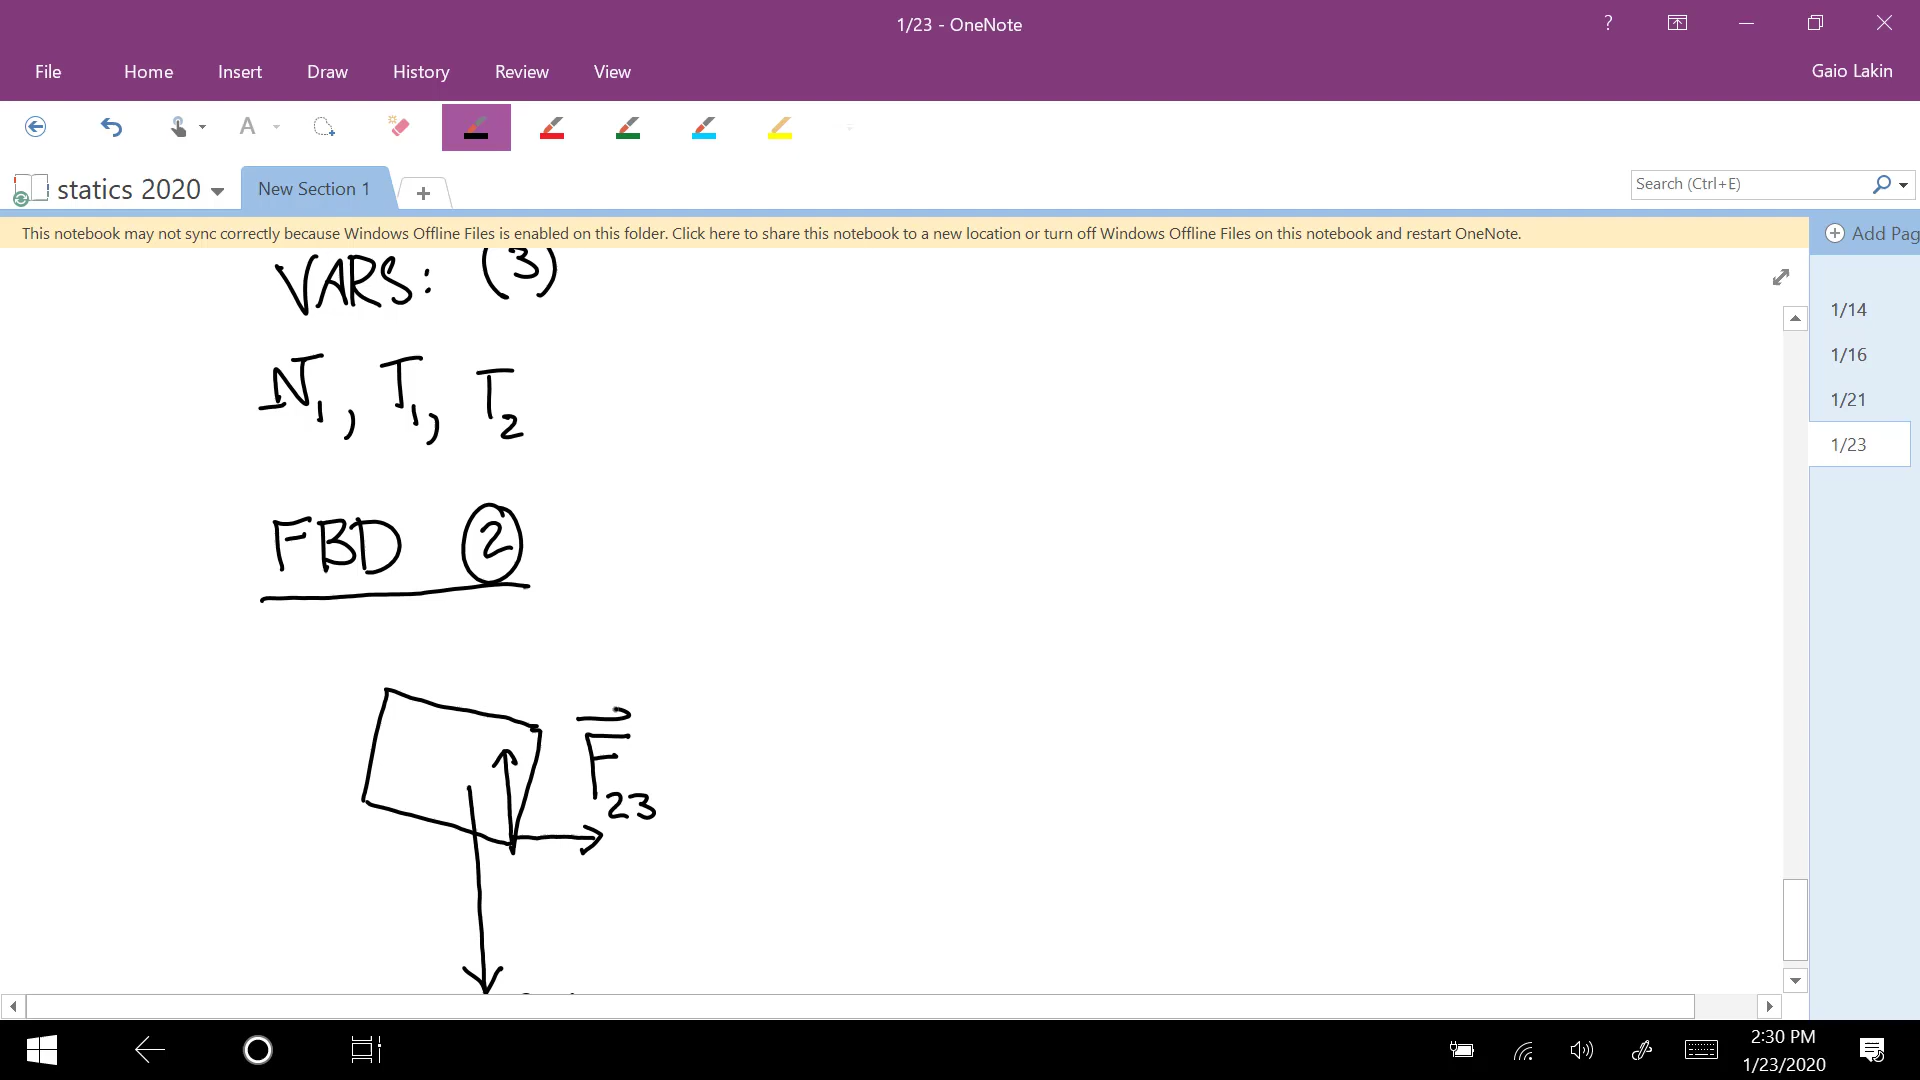 1/23 - OneNote
File Home Insert Draw History Review View
Gaio Lakin
statics 2020 New Section 1
Search (Ctrl+E)
This notebook may not sync correctly because Windows Offline Files is enabled on this folder. Click here to share this notebook to a new location or turn off Windows Offline Files on this notebook and restart OneNote.
Add Pag
1/14
1/16
1/21
1/23
VARS: (3)
N₁, T₁, T₂
FBD ②
F⃗₂₃
2:30 PM
1/23/2020